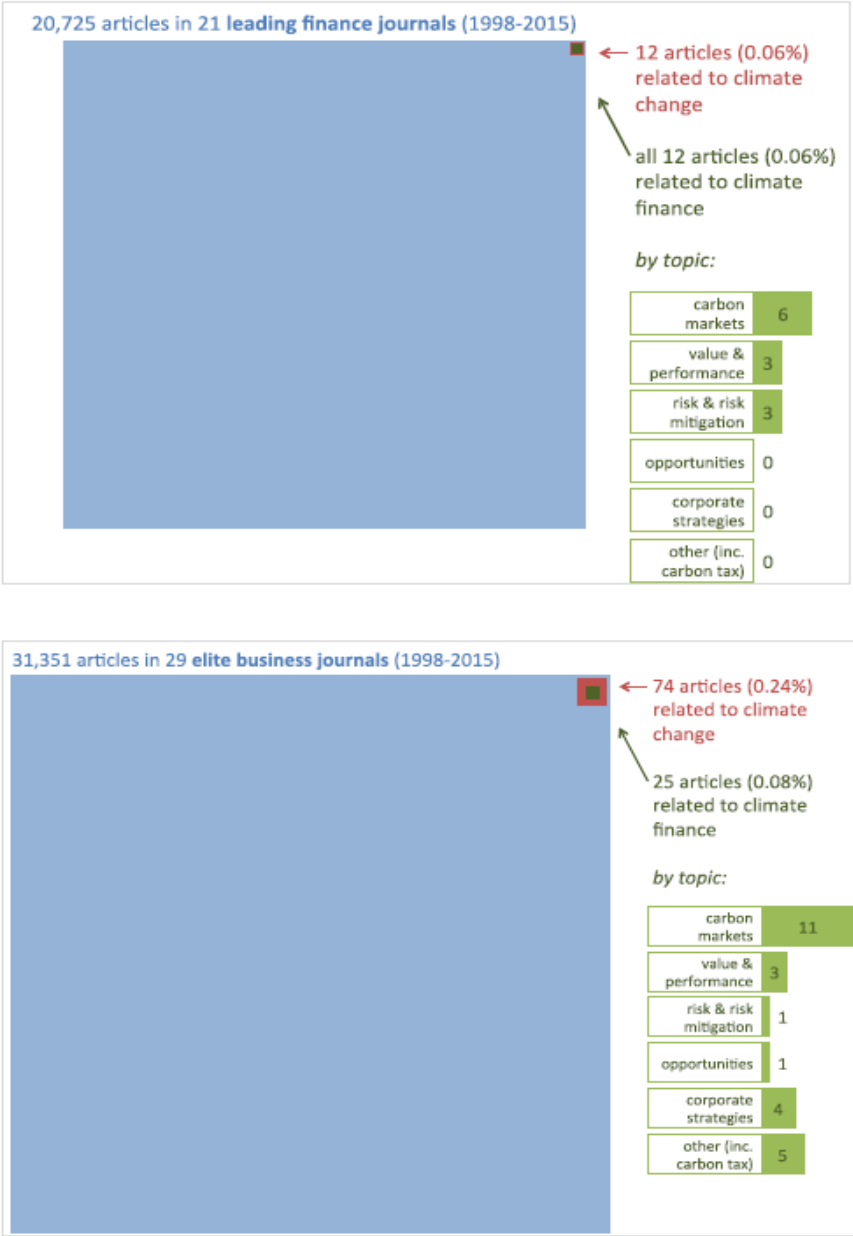 20,725 articles in 21 leading finance journals (1998-2015)
12 articles (0.06%)
related to climate
change
all 12 articles (0.06%)
related to climate
finance
by topic:
carbon
markets
6
value &
performance
3
risk & risk
mitigation
3
opportunities
0
corporate
strategies
0
other (inc.
carbon tax)
0
31,351 articles in 29 elite business journals (1998-2015)
74 articles (0.24%)
related to climate
change
25 articles (0.08%)
related to climate
finance
by topic:
carbon
markets
11
value &
performance
3
risk & risk
mitigation
1
opportunities
1
corporate
strategies
4
other (inc.
carbon tax)
5